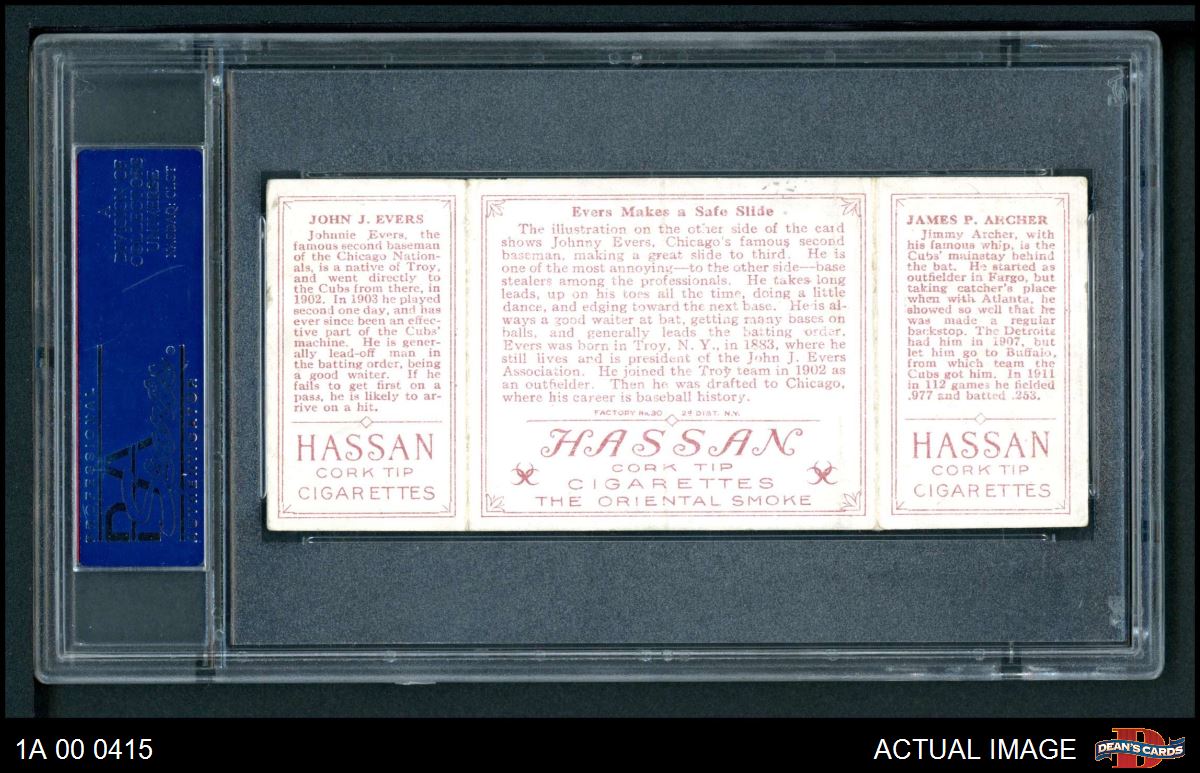 A
DIVISION OF
COLLECTORS
UNIVERSE
NASDAQ: CLCT
PROFESSIONAL
PSA
AUTHENTICATOR
JOHN J. EVERS
Johnnie Evers, the
famous second baseman
of the Chicago Nation-
als, is a native of Troy,
and went directly to
the Cubs from there, in
1902. In 1903 he played
second one day, and has
ever since been an effec-
tive part of the Cubs'
machine. He is gener-
ally lead-off man in
the batting order, being
a good waiter. If he
fails to get first on a
pass, he is likely to ar-
rive on a hit.
HASSAN
CORK TIP
CIGARETTES
Evers Makes a Safe Slide
The illustration on the other side of the card
shows Johnny Evers, Chicago's famous second
baseman, making a great slide to third. He is
one of the most annoying—to the other side—base
stealers among the professionals. He takes long
leads, up on his toes all the time, doing a little
dance, and edging toward the next base. He is al-
ways a good waiter at bat, getting many bases on
balls, and generally leads the batting order.
Evers was born in Troy, N. Y., in 1883, where he
still lives and is president of the John J. Evers
Association. He joined the Troy team in 1902 as
an outfielder. Then he was drafted to Chicago,
where his career is baseball history.
FACTORY No.30 2d DIST. N.Y.
HASSAN
CORK TIP
CIGARETTES
THE ORIENTAL SMOKE
JAMES P. ARCHER
Jimmy Archer, with
his famous whip, is the
Cubs' mainstay behind
the bat. He started as
outfielder in Fargo, but
taking catcher's place
when with Atlanta, he
showed so well that he
was made a regular
backstop. The Detroits
had him in 1907, but
let him go to Buffalo,
from which team the
Cubs got him. In 1911
in 112 games he fielded
.977 and batted .253.
HASSAN
CORK TIP
CIGARETTES
1A 00 0415
ACTUAL IMAGE
DEAN'S CARDS